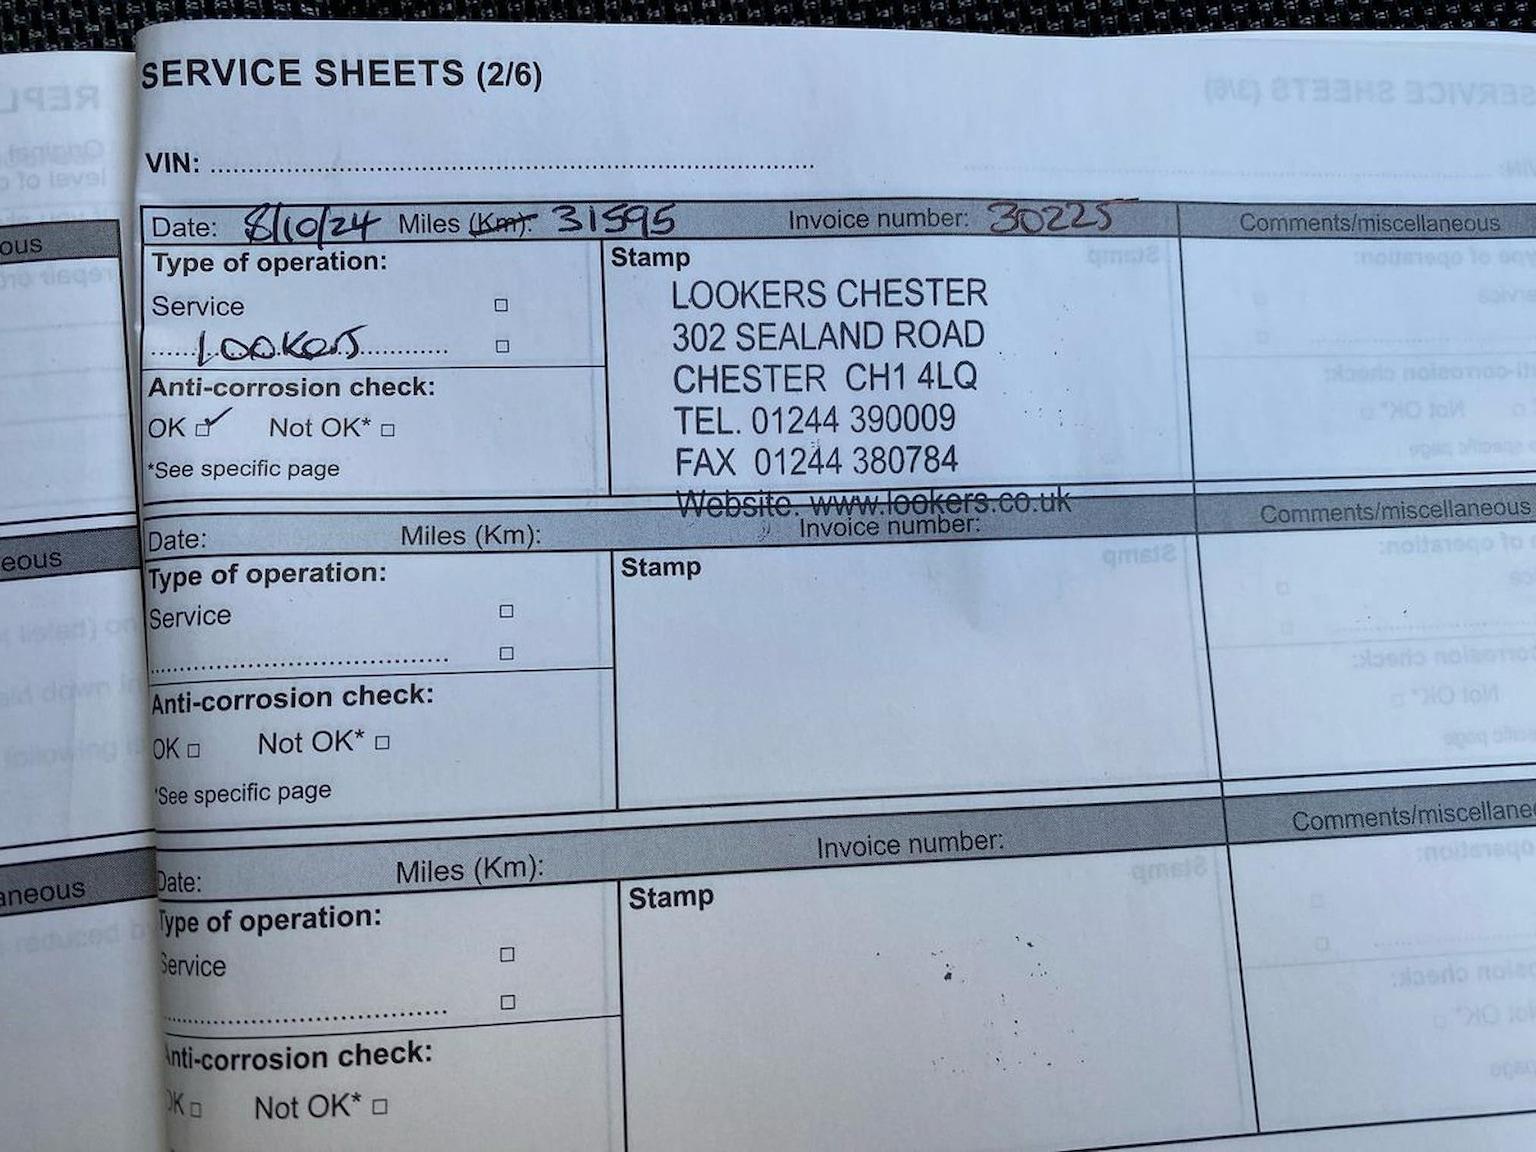 SERVICE SHEETS (2/6)
VIN:
Date: 8/10/24 Miles (Km): 31595 Invoice number: 30225 Comments/miscellaneous
Type of operation:
Service
Lookers
Anti-corrosion check:
OK Not OK*
*See specific page
Stamp
LOOKERS CHESTER
302 SEALAND ROAD
CHESTER CH1 4LQ
TEL. 01244 390009
FAX 01244 380784
Website. www.lookers.co.uk
Date: Miles (Km): Invoice number: Comments/miscellaneous
Type of operation:
Service
Anti-corrosion check:
OK Not OK*
*See specific page
Stamp
Date: Miles (Km): Invoice number: Comments/miscellane
Type of operation:
Service
Anti-corrosion check:
OK Not OK*
Stamp
ous
eous
aneous